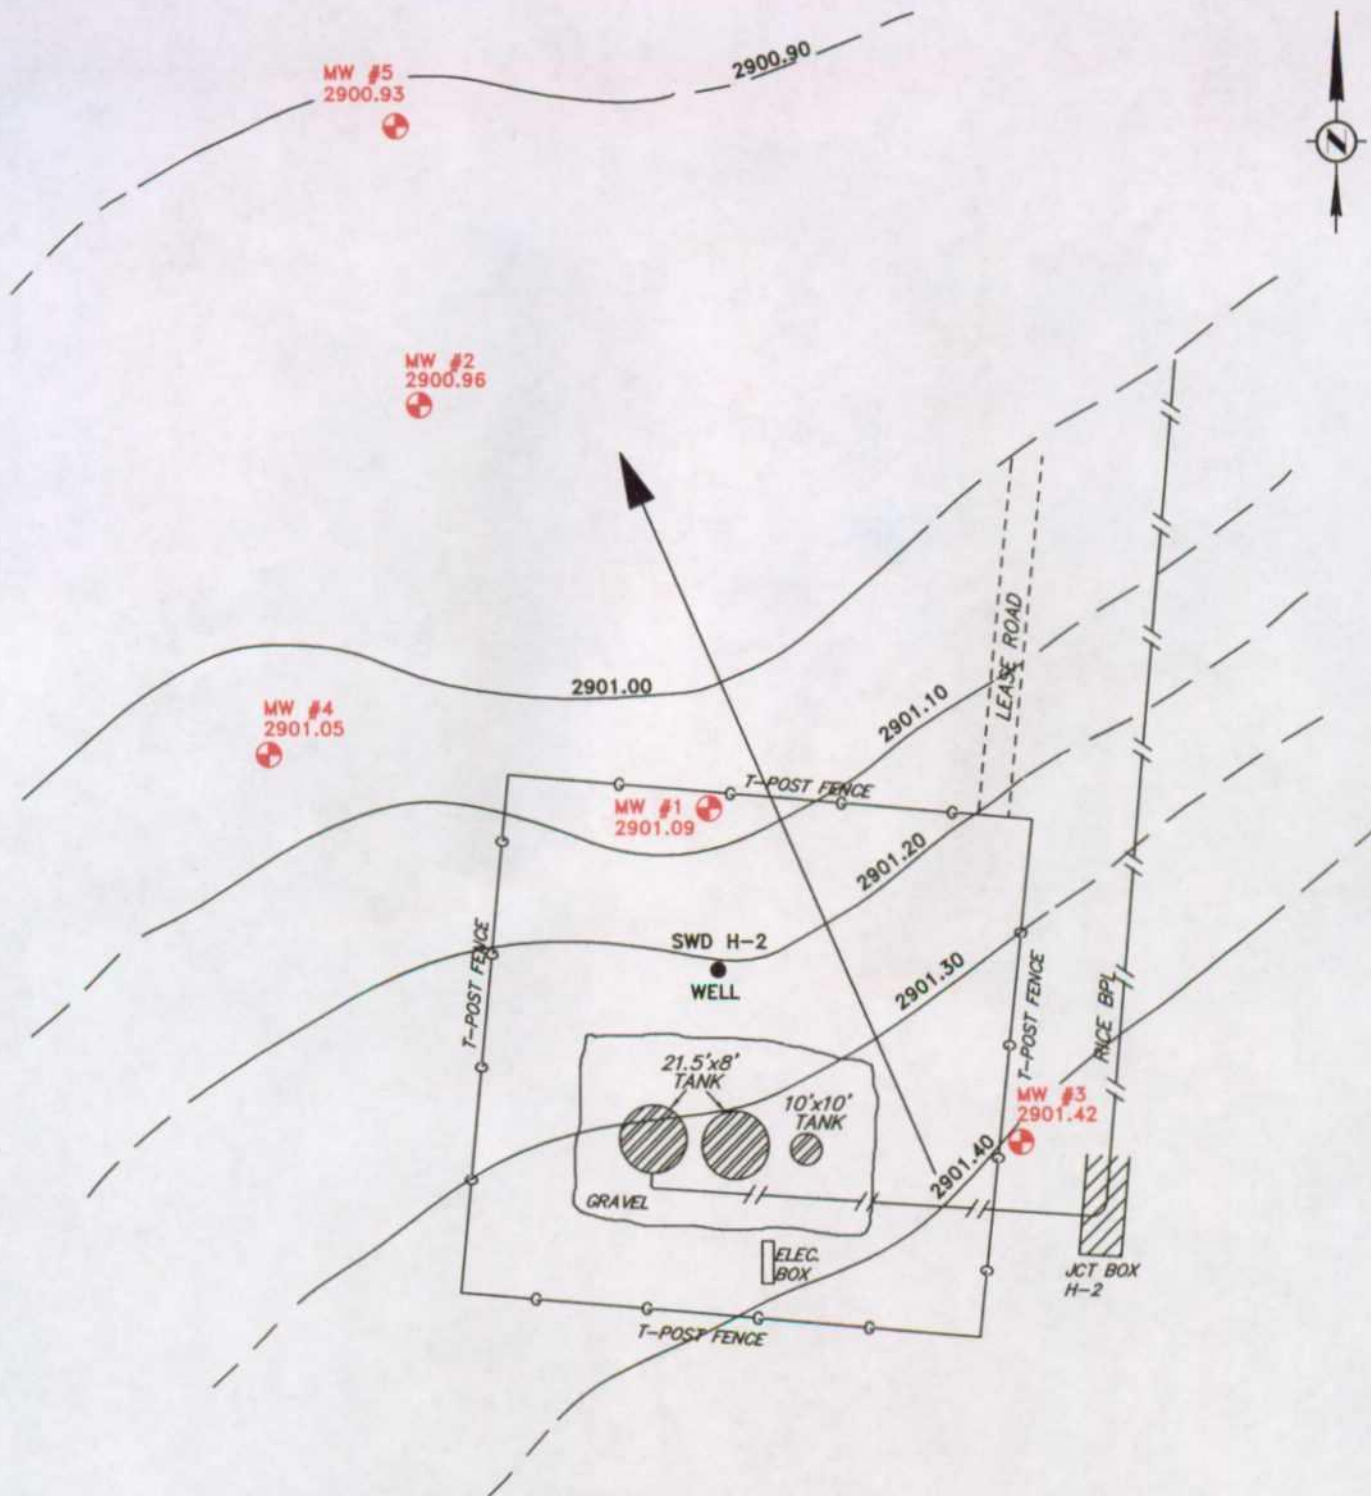 2900.90
MW #5
2900.93
N
MW #2
2900.96
LEASE ROAD
2901.00
2901.10
MW #4
2901.05
T-POST FENCE
MW #1
2901.09
2901.20
SWD H-2
WELL
T-POST FENCE
2901.30
T-POST FENCE
RICE BPL
21.5'x8'
TANK
10'x10'
TANK
MW #3
2901.42
2901.40
GRAVEL
ELEC.
BOX
JCT BOX
H-2
T-POST FENCE